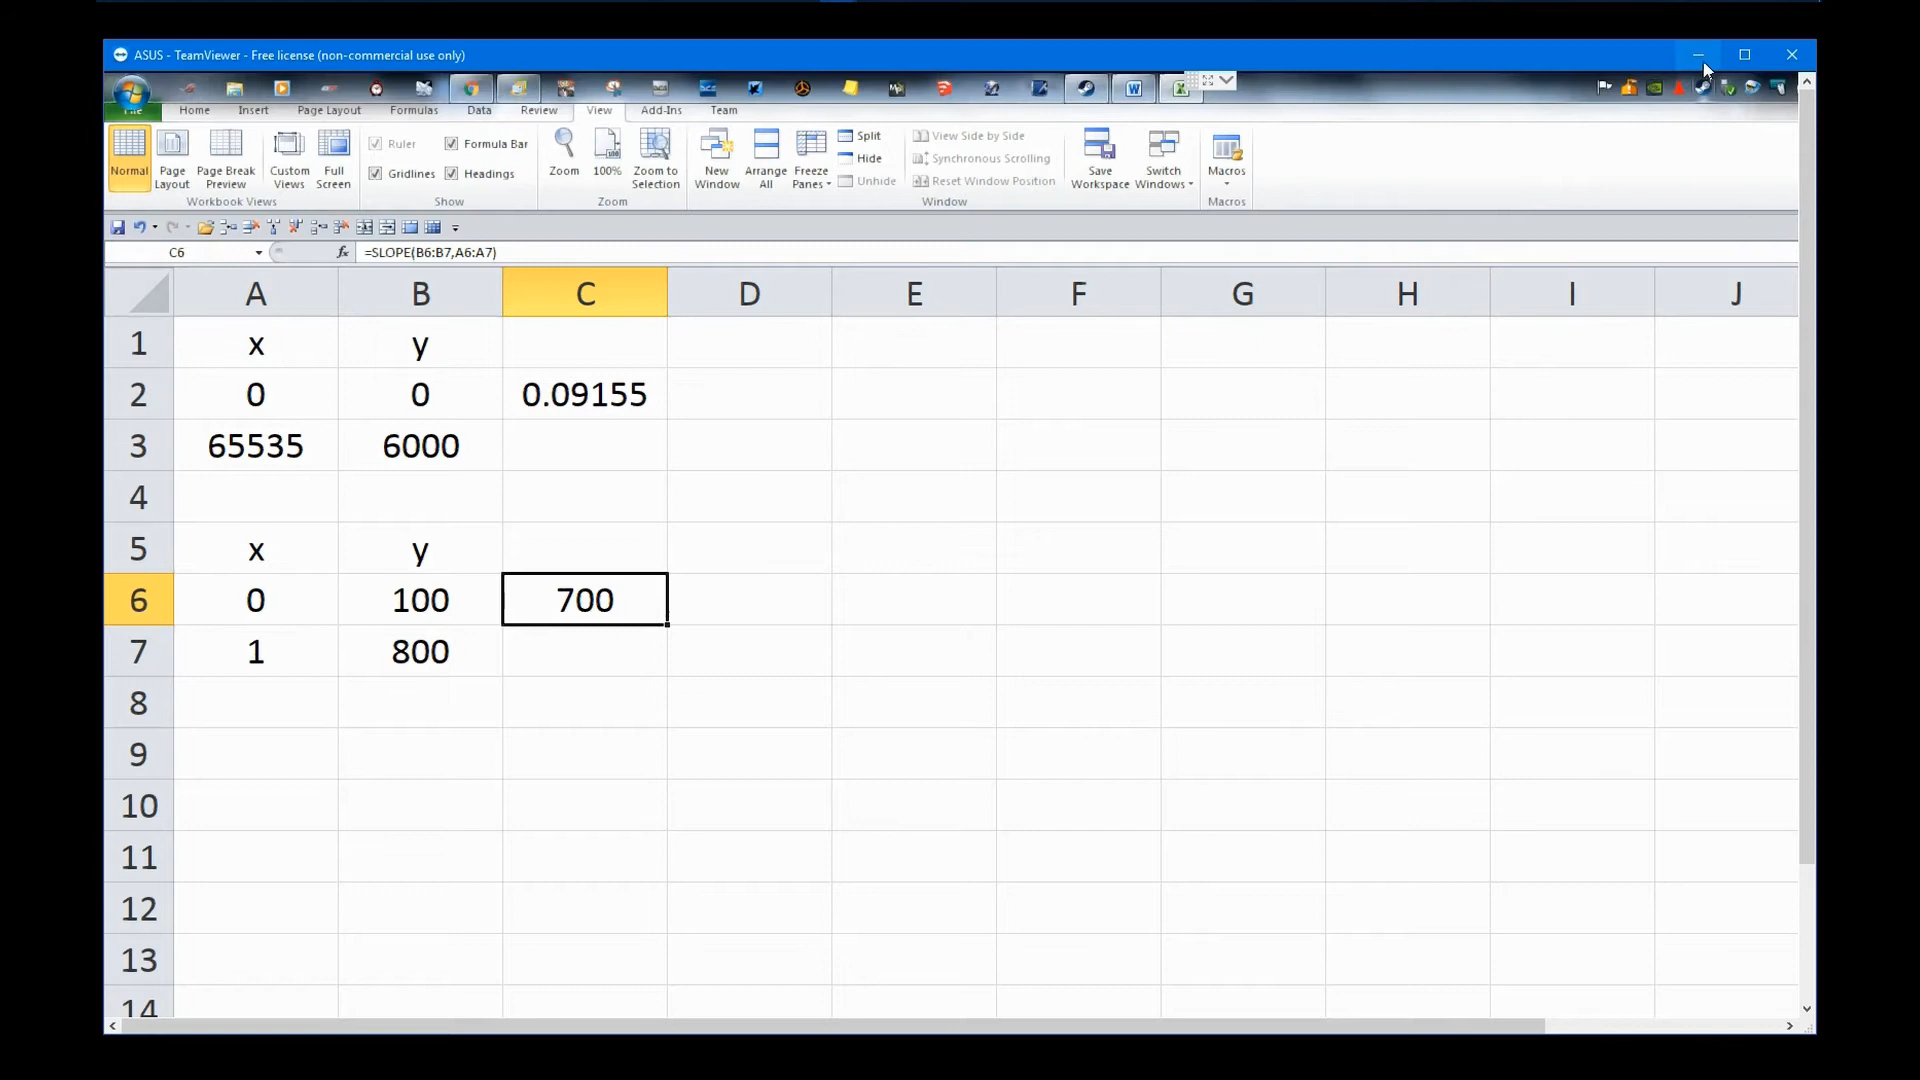 ASUS - TeamViewer - Free license (non-commercial use only)
Home Insert Page Layout Formulas Data Review View Add-Ins Team
Normal Page Layout Page Break Preview Custom Views Full Screen
Ruler Formula Bar
Gridlines Headings
Zoom 100% Zoom to Selection
New Window Arrange All Freeze Panes
Split
Hide
Unhide
View Side by Side
Synchronous Scrolling
Reset Window Position
Save Workspace Switch Windows Macros
Workbook Views Show Zoom Window Macros
C6 fx =SLOPE(B6:B7,A6:A7)
A B C D E F G H I J
1 x y
2 0 0 0.09155
3 65535 6000
4
5 x y
6 0 100 700
7 1 800
8
9
10
11
12
13
14